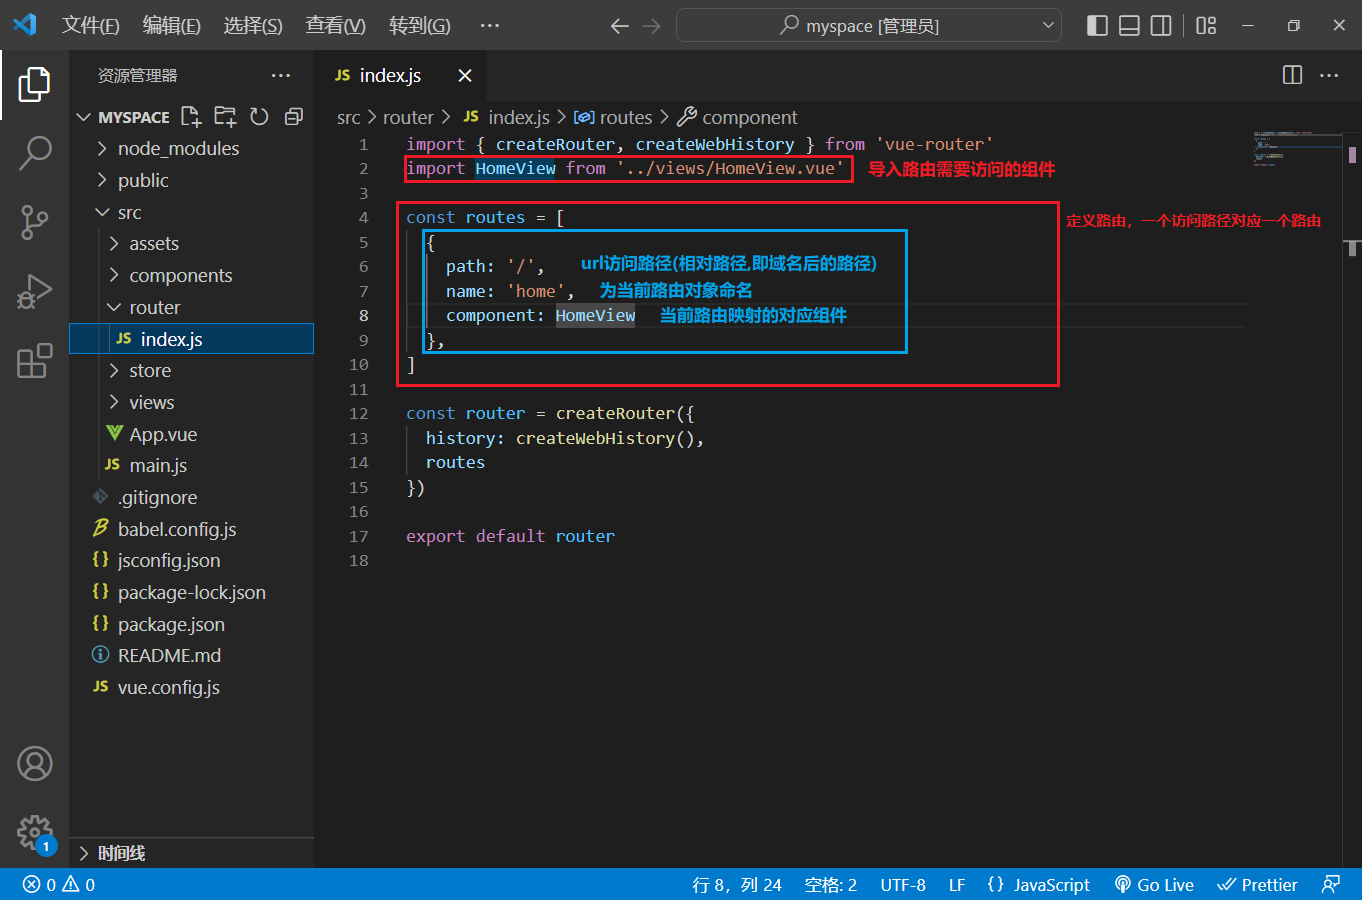 文件(F) 编辑(E) 选择(S) 查看(V) 转到(G) ··· myspace [管理员]
资源管理器 ···
JS index.js
MYSPACE
src > router > JS index.js > routes > component
node_modules
public
src
assets
components
router
JS index.js
store
views
App.vue
JS main.js
.gitignore
babel.config.js
{} jsconfig.json
{} package-lock.json
{} package.json
README.md
JS vue.config.js
时间线
1 import { createRouter, createWebHistory } from 'vue-router'
2 import HomeView from '../views/HomeView.vue' 导入路由需要访问的组件
3
4 const routes = [ 定义路由，一个访问路径对应一个路由
5 {
6 path: '/', url访问路径(相对路径,即域名后的路径)
7 name: 'home', 为当前路由对象命名
8 component: HomeView 当前路由映射的对应组件
9 },
10 ]
11
12 const router = createRouter({
13 history: createWebHistory(),
14 routes
15 })
16
17 export default router
18
1
0 0 行 8，列 24 空格: 2 UTF-8 LF {} JavaScript Go Live Prettier